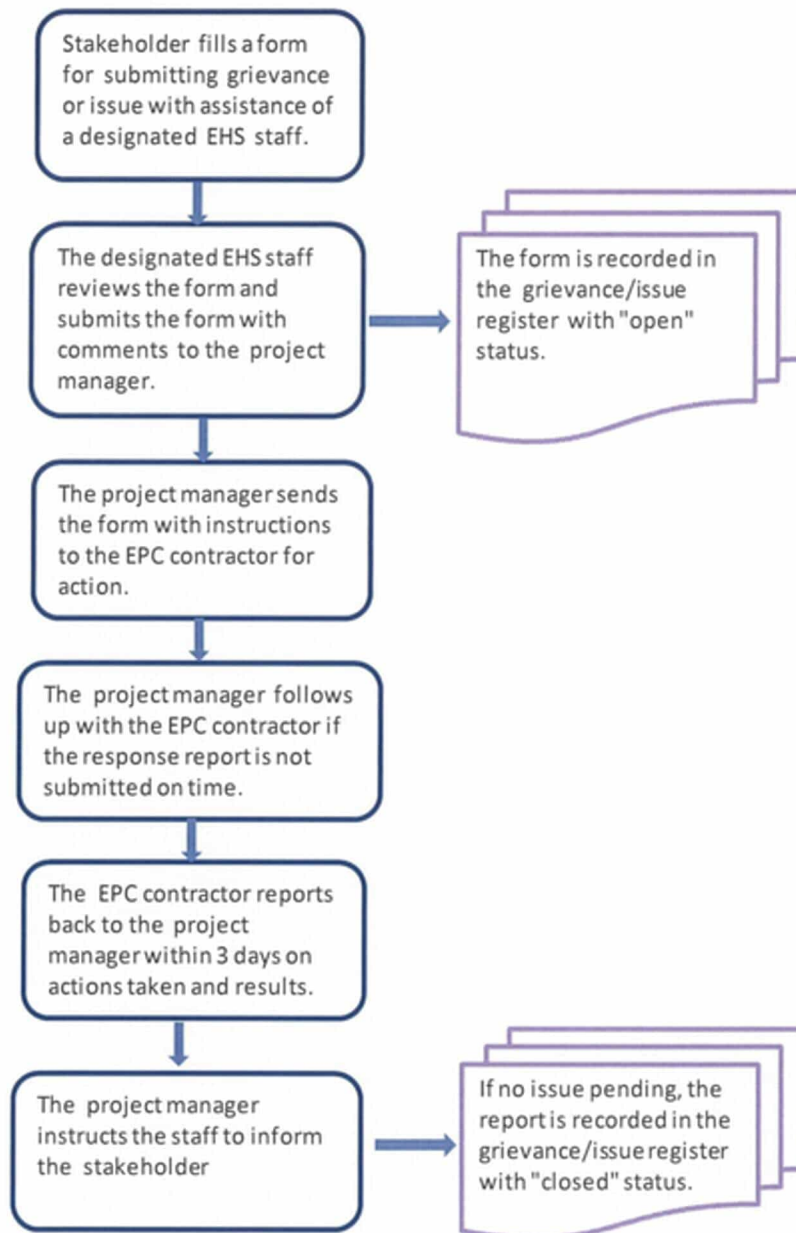 Stakeholder fills a form
for submitting grievance
or issue with assistance of
a designated EHS staff.
The designated EHS staff
reviews the form and
submits the form with
comments to the project
manager.
The form is recorded in
the grievance/issue
register with "open"
status.
The project manager sends
the form with instructions
to the EPC contractor for
action.
The project manager follows
up with the EPC contractor if
the response report is not
submitted on time.
The EPC contractor reports
back to the project
manager within 3 days on
actions taken and results.
The project manager
instructs the staff to inform
the stakeholder
If no issue pending, the
report is recorded in the
grievance/issue register
with "closed" status.